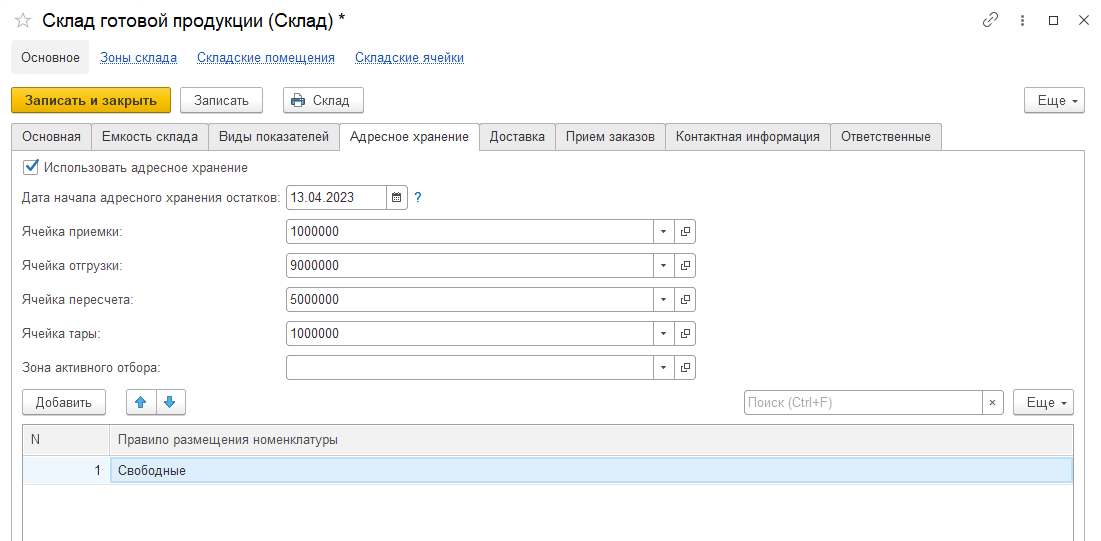 Склад готовой продукции (Склад) *
Основное Зоны склада Складские помещения Складские ячейки
Записать и закрыть Записать Склад Еще
Основная Емкость склада Виды показателей Адресное хранение Доставка Прием заказов Контактная информация Ответственные
Использовать адресное хранение
Дата начала адресного хранения остатков: 13.04.2023 ?
Ячейка приемки: 1000000
Ячейка отгрузки: 9000000
Ячейка пересчета: 5000000
Ячейка тары: 1000000
Зона активного отбора:
Добавить Поиск (Ctrl+F) × Еще
N Правило размещения номенклатуры
1 Свободные